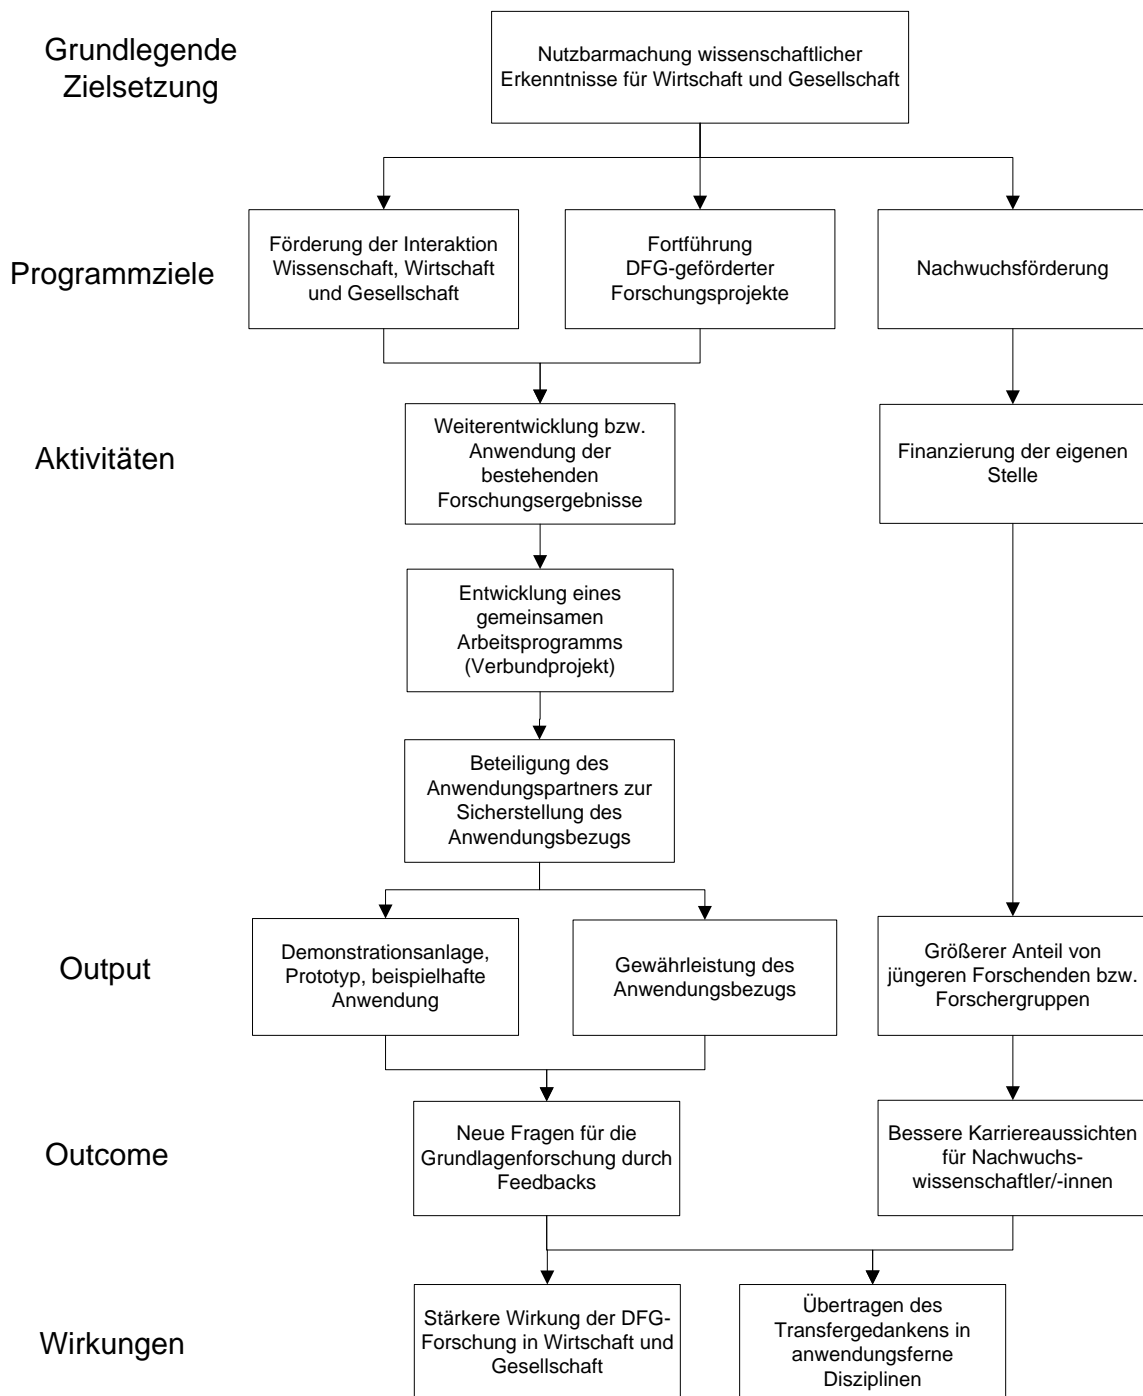 Grundlegende
Zielsetzung
Nutzbarmachung wissenschaftlicher
Erkenntnisse für Wirtschaft und Gesellschaft
Programmziele
Förderung der Interaktion
Wissenschaft, Wirtschaft
und Gesellschaft
Fortführung
DFG-geförderter
Forschungsprojekte
Nachwuchsförderung
Aktivitäten
Weiterentwicklung bzw.
Anwendung der
bestehenden
Forschungsergebnisse
Finanzierung der eigenen
Stelle
Entwicklung eines
gemeinsamen
Arbeitsprogramms
(Verbundprojekt)
Beteiligung des
Anwendungspartners zur
Sicherstellung des
Anwendungsbezugs
Output
Demonstrationsanlage,
Prototyp, beispielhafte
Anwendung
Gewährleistung des
Anwendungsbezugs
Größerer Anteil von
jüngeren Forschenden bzw.
Forschergruppen
Outcome
Neue Fragen für die
Grundlagenforschung durch
Feedbacks
Bessere Karriereaussichten
für Nachwuchs-
wissenschaftler/-innen
Wirkungen
Stärkere Wirkung der DFG-
Forschung in Wirtschaft und
Gesellschaft
Übertragen des
Transfergedankens in
anwendungsferne
Disziplinen